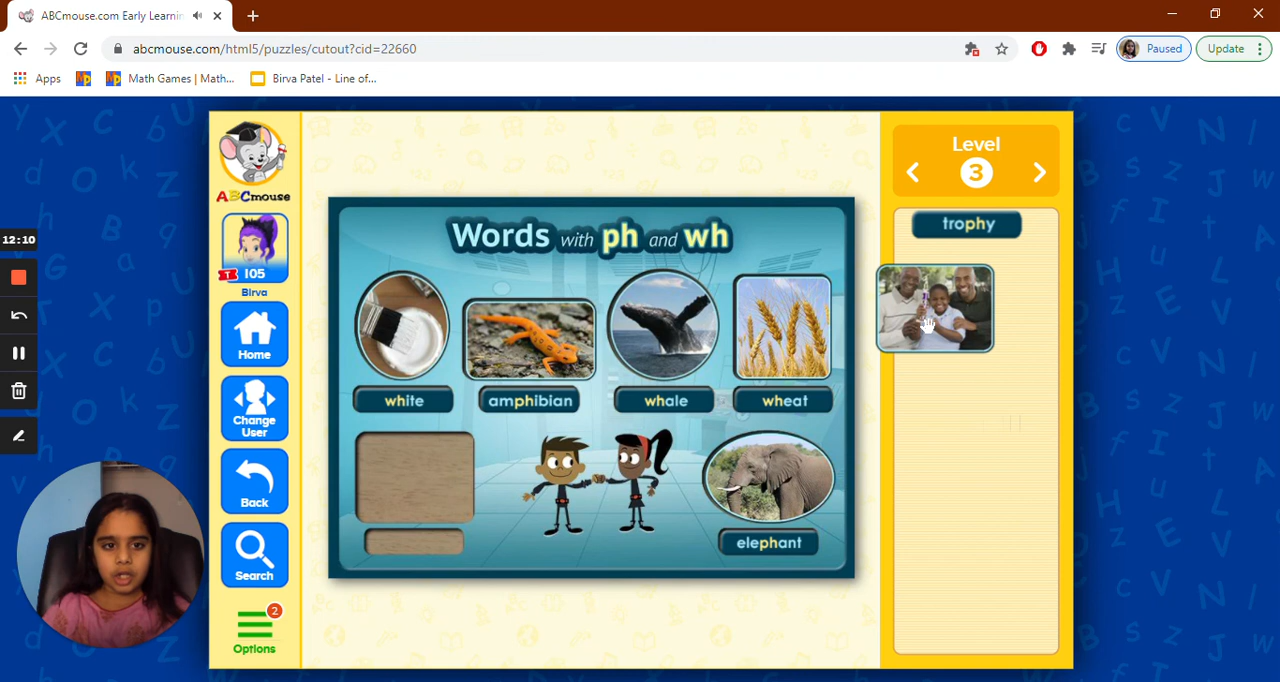 ABCmouse.com Early Learnin
abcmouse.com/html5/puzzles/cutout?cid=22660
Paused
Update
Apps
Math Games | Math...
Birva Patel - Line of...
12:10
ABCmouse
T 105
Birva
Home
Change
User
Back
Search
2
Options
Words with ph and wh
white
amphibian
whale
wheat
elephant
Level
3
trophy